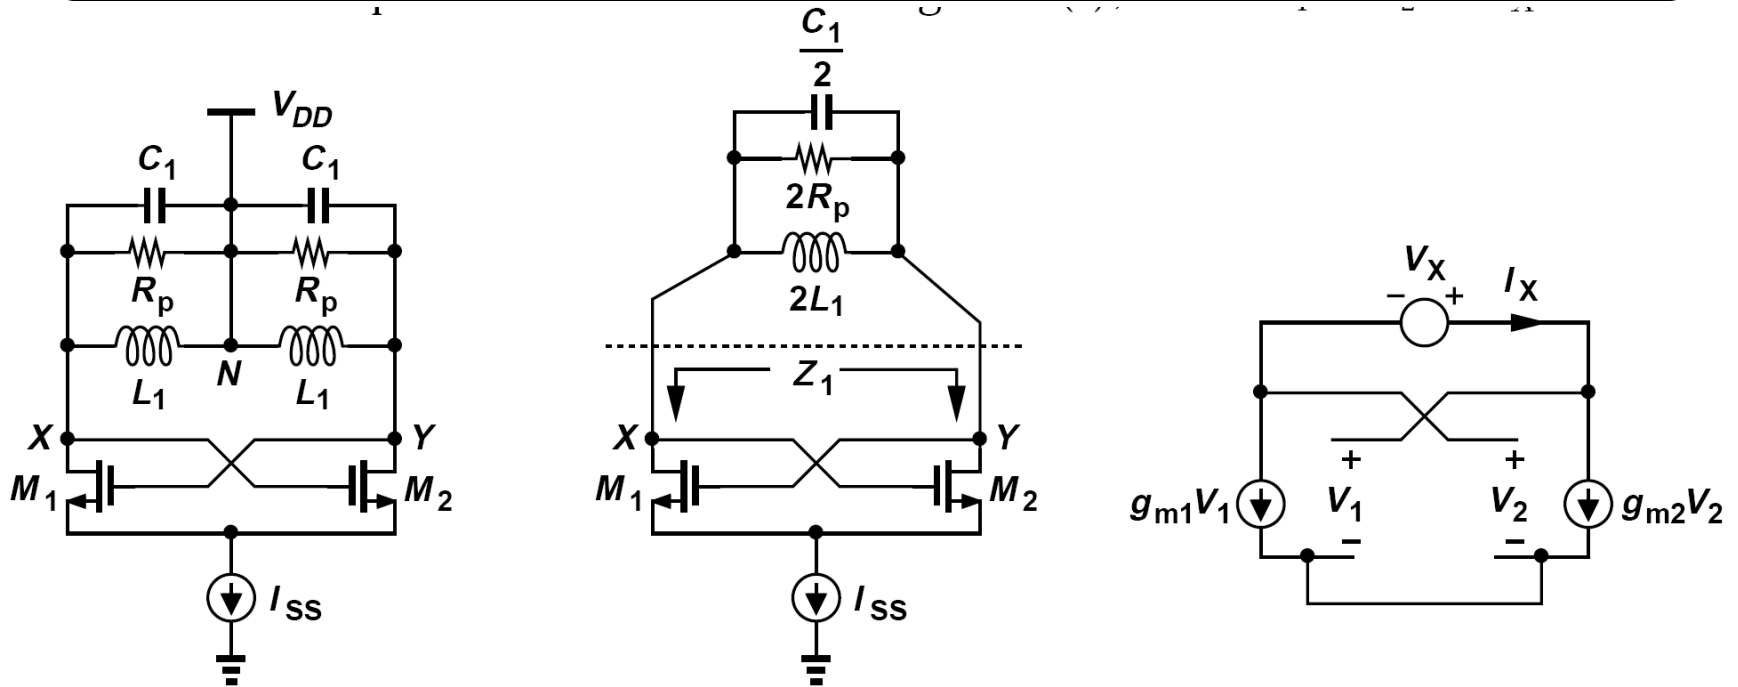 C1
2
VDD
C1 C1
2Rp
Rp Rp
2L1
N
L1 L1
Z1
VX
− +
IX
X Y
X Y
M1 M2
M1 M2
+ +
gm1V1 V1 V2 gm2V2
− −
ISS
ISS